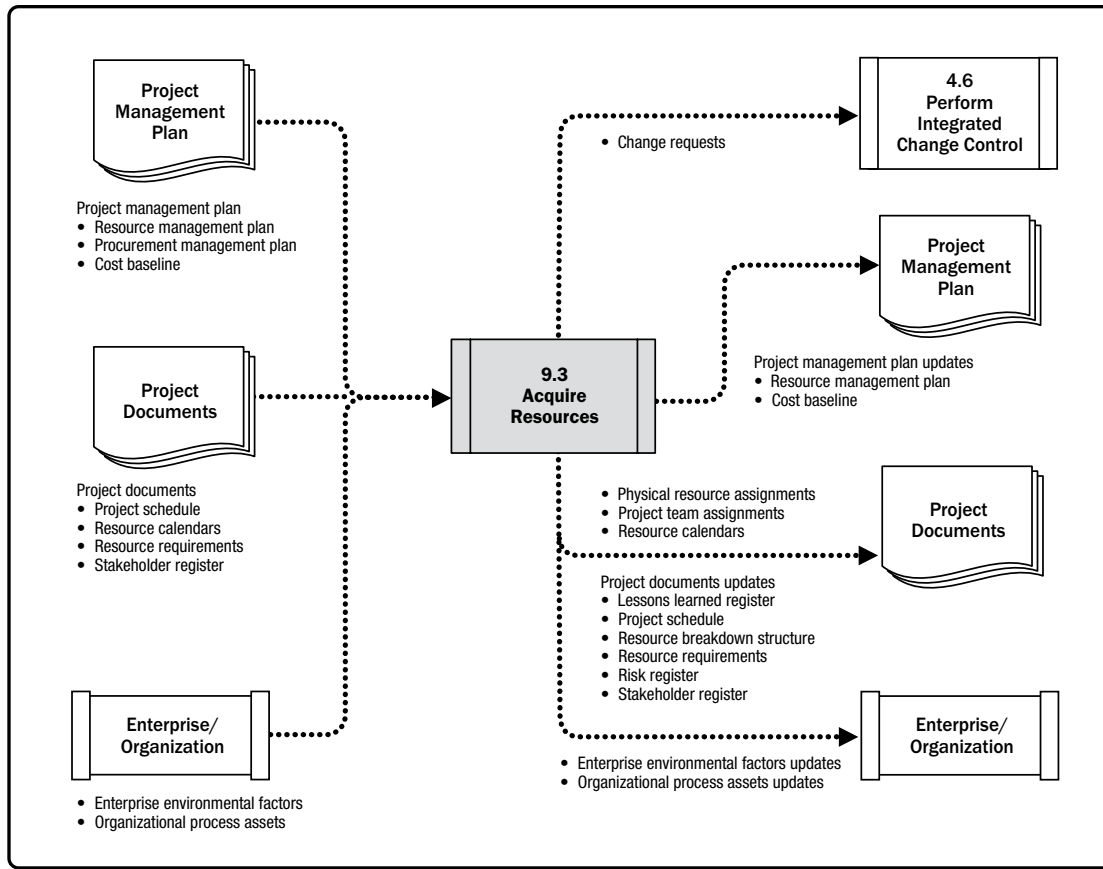 Project
Management
Plan
Project management plan
• Resource management plan
• Procurement management plan
• Cost baseline
Project
Documents
Project documents
• Project schedule
• Resource calendars
• Resource requirements
• Stakeholder register
Enterprise/
Organization
• Enterprise environmental factors
• Organizational process assets
9.3
Acquire
Resources
• Change requests
4.6
Perform
Integrated
Change Control
Project
Management
Plan
Project management plan updates
• Resource management plan
• Cost baseline
• Physical resource assignments
• Project team assignments
• Resource calendars
Project documents updates
• Lessons learned register
• Project schedule
• Resource breakdown structure
• Resource requirements
• Risk register
• Stakeholder register
Project
Documents
• Enterprise environmental factors updates
• Organizational process assets updates
Enterprise/
Organization